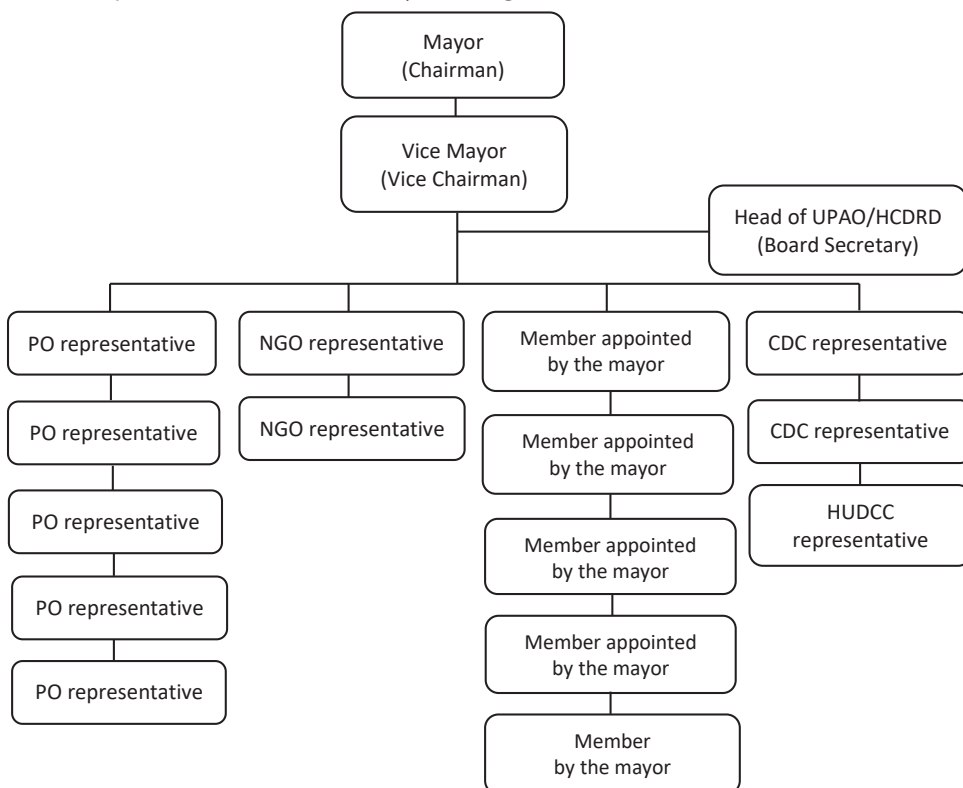 Mayor
(Chairman)
Vice Mayor
(Vice Chairman)
Head of UPAO/HCDRD
(Board Secretary)
PO representative
NGO representative
Member appointed
by the mayor
CDC representative
PO representative
NGO representative
Member appointed
by the mayor
CDC representative
PO representative
Member appointed
by the mayor
HUDCC
representative
PO representative
Member appointed
by the mayor
PO representative
Member
by the mayor